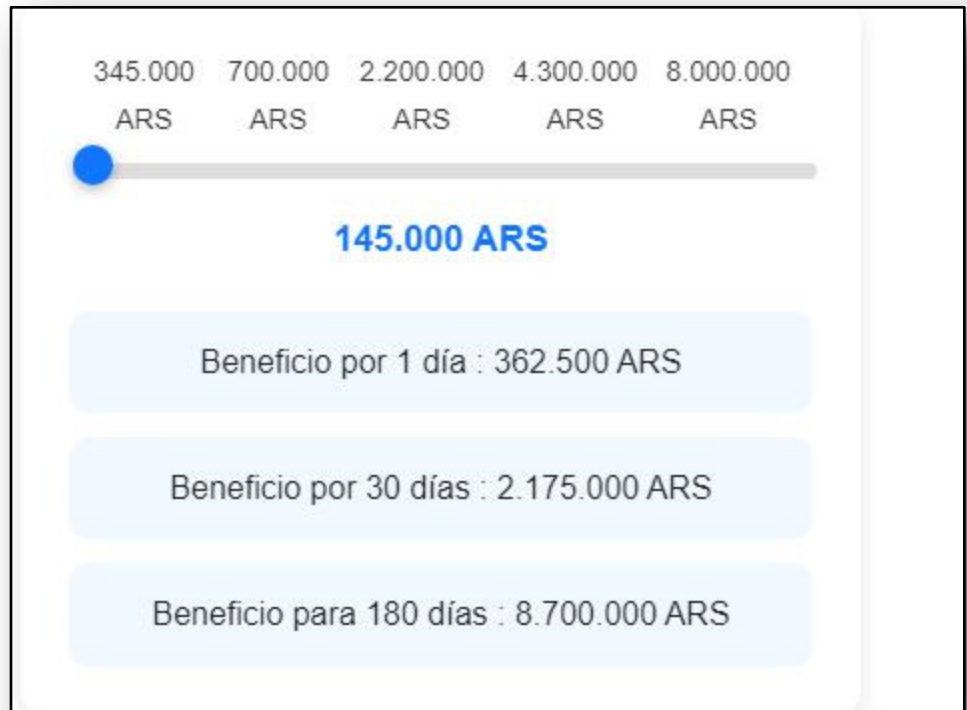 345.000 700.000 2.200.000 4.300.000 8.000.000
ARS ARS ARS ARS ARS
145.000 ARS
Beneficio por 1 día : 362.500 ARS
Beneficio por 30 días : 2.175.000 ARS
Beneficio para 180 días : 8.700.000 ARS